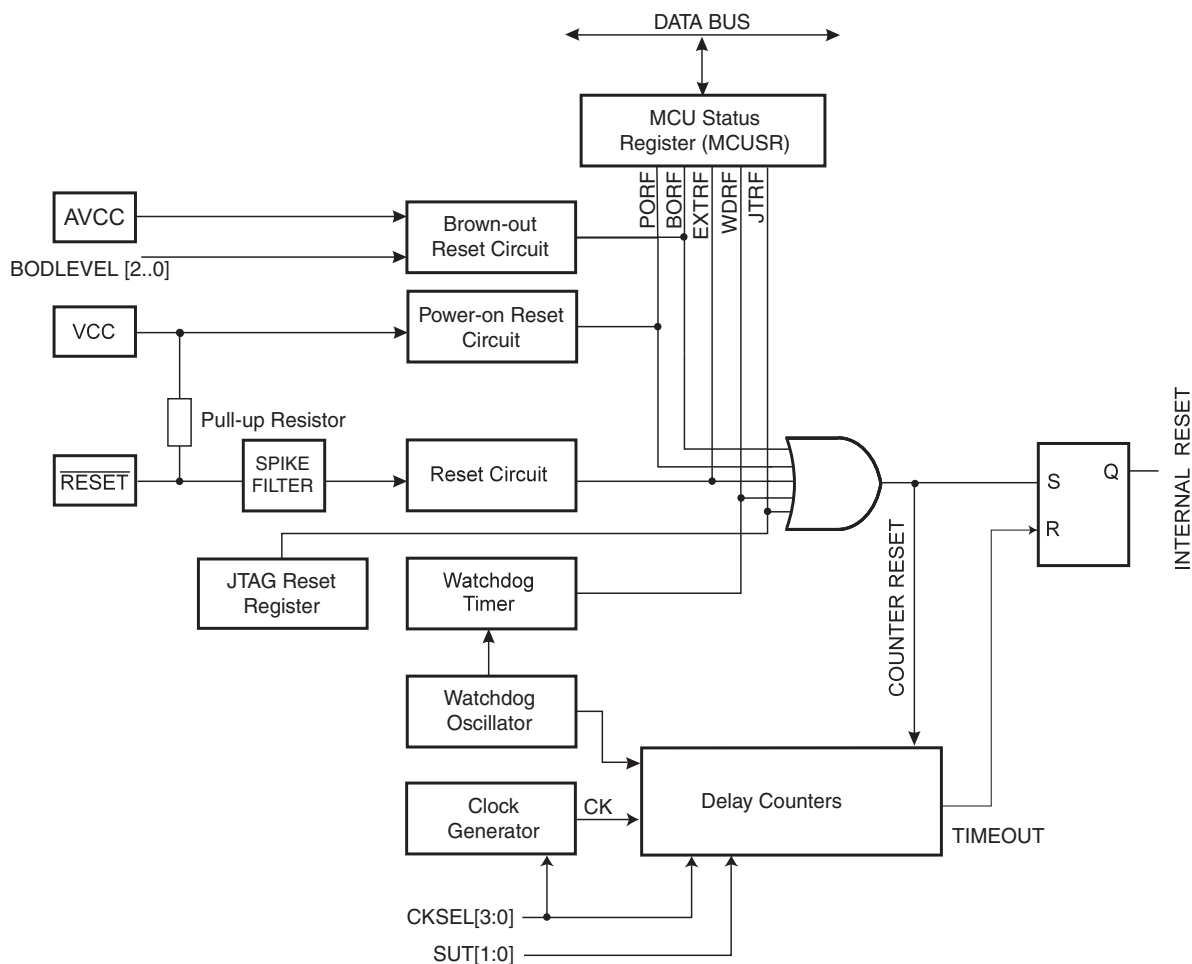 DATA BUS
MCU Status
Register (MCUSR)
PORF
BORF
EXTRF
WDRF
JTRF
AVCC
Brown-out
Reset Circuit
BODLEVEL [2..0]
VCC
Power-on Reset
Circuit
Pull-up Resistor
RESET
SPIKE
FILTER
Reset Circuit
S
Q
R
INTERNAL RESET
COUNTER RESET
JTAG Reset
Register
Watchdog
Timer
Watchdog
Oscillator
Clock
Generator
CK
Delay Counters
TIMEOUT
CKSEL[3:0]
SUT[1:0]